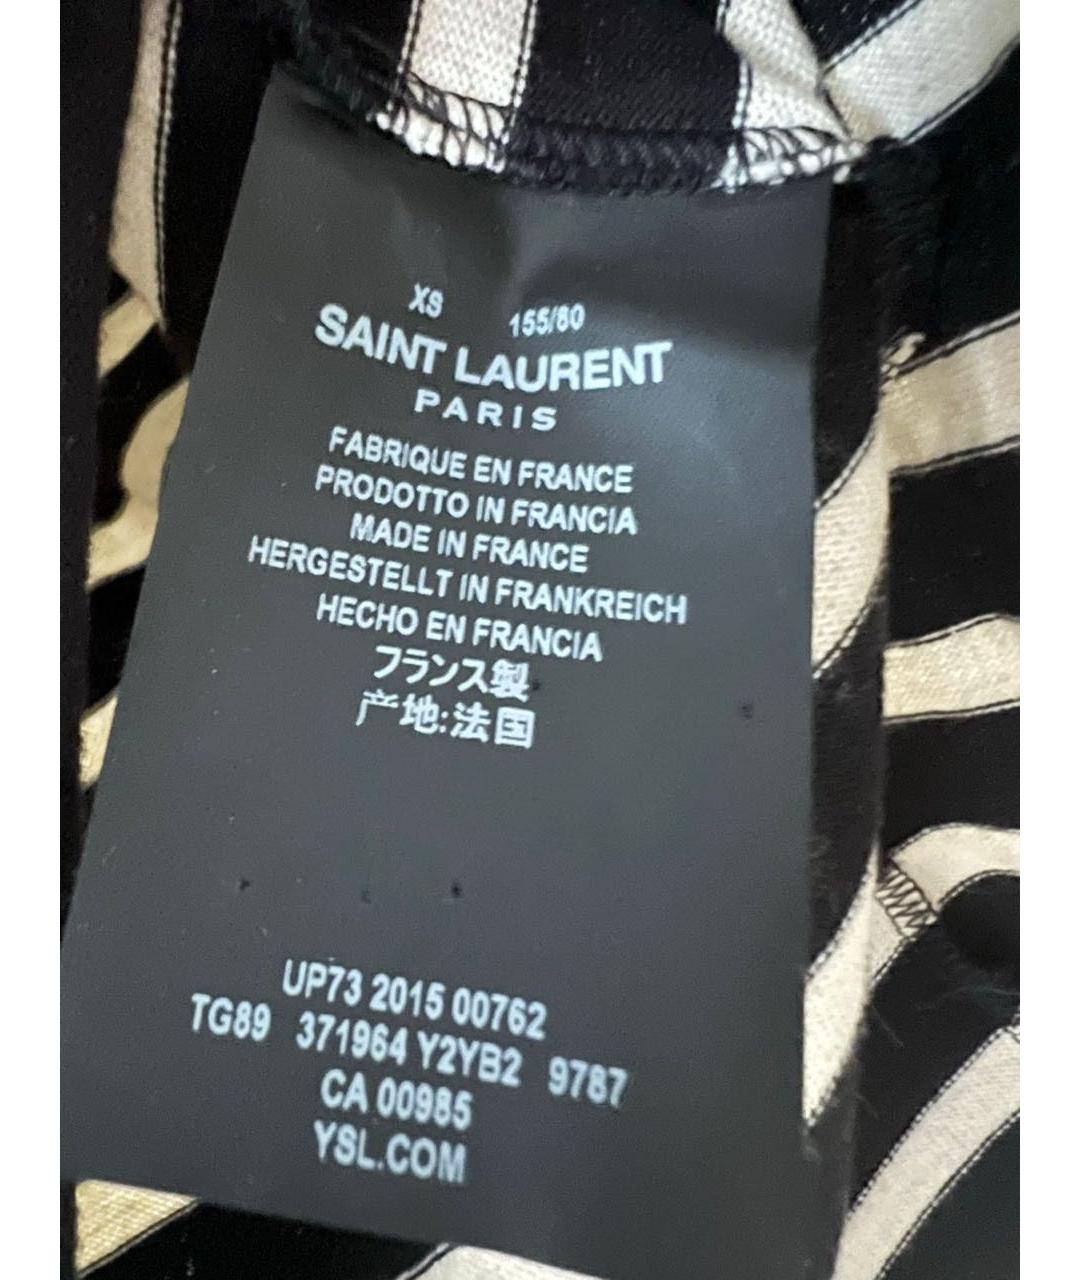 XS 155/80
SAINT LAURENT
PARIS
FABRIQUE EN FRANCE
PRODOTTO IN FRANCIA
MADE IN FRANCE
HERGESTELLT IN FRANKREICH
HECHO EN FRANCIA
フランス製
产地:法国
UP73 2015 00762
TG89 371964 Y2YB2 9787
CA 00985
YSL.COM